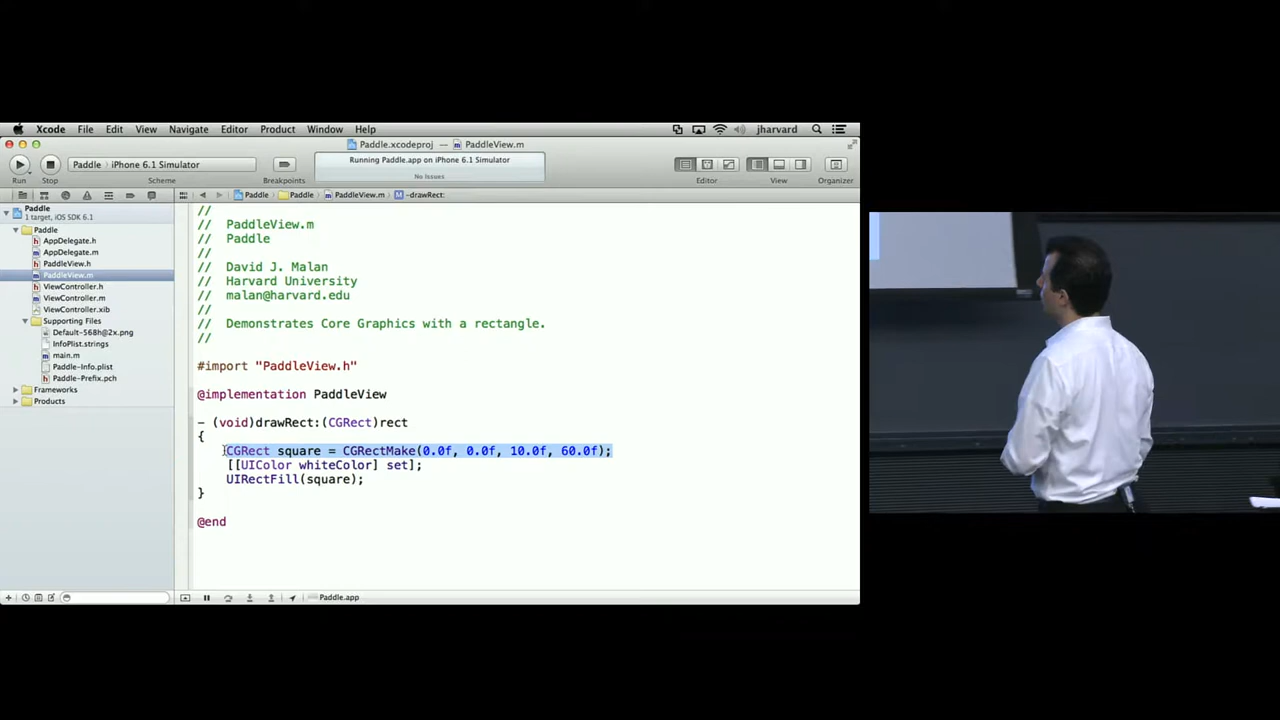 Xcode File Edit View Navigate Editor Product Window Help jharvard
Paddle.xcodeproj PaddleView.m
Paddle iPhone 6.1 Simulator
Running Paddle.app on iPhone 6.1 Simulator
No Issues
Run Stop Scheme Breakpoints Editor View Organizer
Paddle Paddle PaddleView.m -drawRect:
Paddle
1 target, iOS SDK 6.1
Paddle
AppDelegate.h
AppDelegate.m
PaddleView.h
PaddleView.m
ViewController.h
ViewController.m
ViewController.xib
Supporting Files
Default-568h@2x.png
InfoPlist.strings
main.m
Paddle-Info.plist
Paddle-Prefix.pch
Frameworks
Products
//
// PaddleView.m
// Paddle
//
// David J. Malan
// Harvard University
// malan@harvard.edu
//
// Demonstrates Core Graphics with a rectangle.
//
#import "PaddleView.h"
@implementation PaddleView
- (void)drawRect:(CGRect)rect
{
CGRect square = CGRectMake(0.0f, 0.0f, 10.0f, 60.0f);
[[UIColor whiteColor] set];
UIRectFill(square);
}
@end
Paddle.app